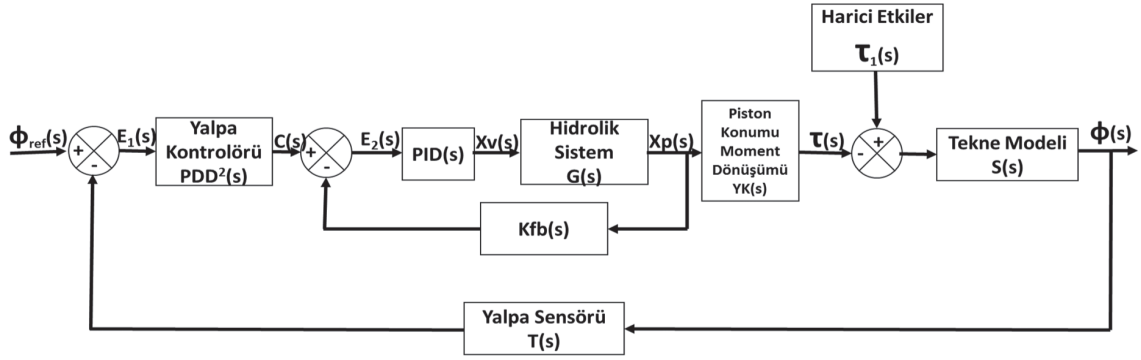 Harici Etkiler
τ₁(s)
ϕref(s)
+
-
E₁(s)
Yalpa
Kontrolörü
PDD²(s)
C(s)
+
-
E₂(s)
PID(s)
Xv(s)
Hidrolik
Sistem
G(s)
Xp(s)
Piston
Konumu
Moment
Dönüşümü
YK(s)
τ(s)
-
+
Tekne Modeli
S(s)
ϕ(s)
Kfb(s)
Yalpa Sensörü
T(s)